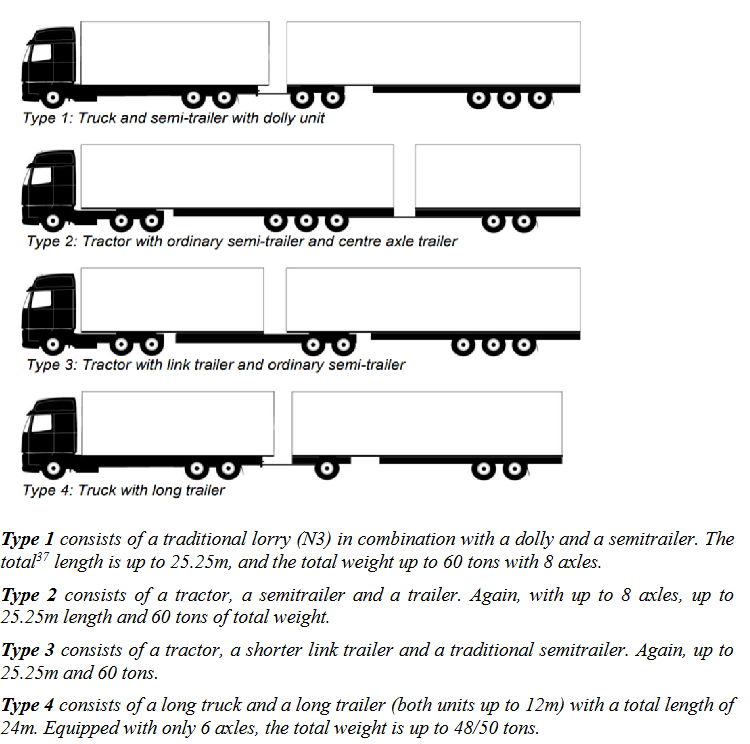 Type 1: Truck and semi-trailer with dolly unit
Type 2: Tractor with ordinary semi-trailer and centre axle trailer
Type 3: Tractor with link trailer and ordinary semi-trailer
Type 4: Truck with long trailer
Type 1 consists of a traditional lorry (N3) in combination with a dolly and a semitrailer. The
total³⁷ length is up to 25.25m, and the total weight up to 60 tons with 8 axles.
Type 2 consists of a tractor, a semitrailer and a trailer. Again, with up to 8 axles, up to
25.25m length and 60 tons of total weight.
Type 3 consists of a tractor, a shorter link trailer and a traditional semitrailer. Again, up to
25.25m and 60 tons.
Type 4 consists of a long truck and a long trailer (both units up to 12m) with a total length of
24m. Equipped with only 6 axles, the total weight is up to 48/50 tons.